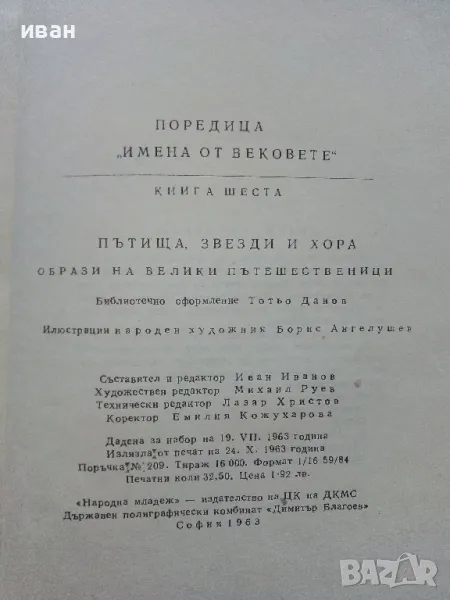 иван
ПОРЕДИЦА
„ИМЕНА ОТ ВЕКОВЕТЕ“
КНИГА ШЕСТА
ПЪТИЩА, ЗВЕЗДИ И ХОРА
ОБРАЗИ НА ВЕЛИКИ ПЪТЕШЕСТВЕНИЦИ
Библиотечно оформление Тотьо Данов
Илюстрации народен художник Борис Ангелушев
Съставител и редактор Иван Иванов
Художествен редактор Михаил Руев
Технически редактор Лазар Христов
Коректор Емилия Кожухарова
Дадена за набор на 19. VII. 1963 година
Излязла от печат на 24. X. 1963 година
Поръчка № 209. Тираж 16 000. Формат 1/16 59/84
Печатни коли 32,50. Цена 1·92 лв.
«Народна младеж» — издателство на ЦК на ДКМС
Държавен полиграфически комбинат «Димитър Благоев»
София 1963
BAZAR
bg